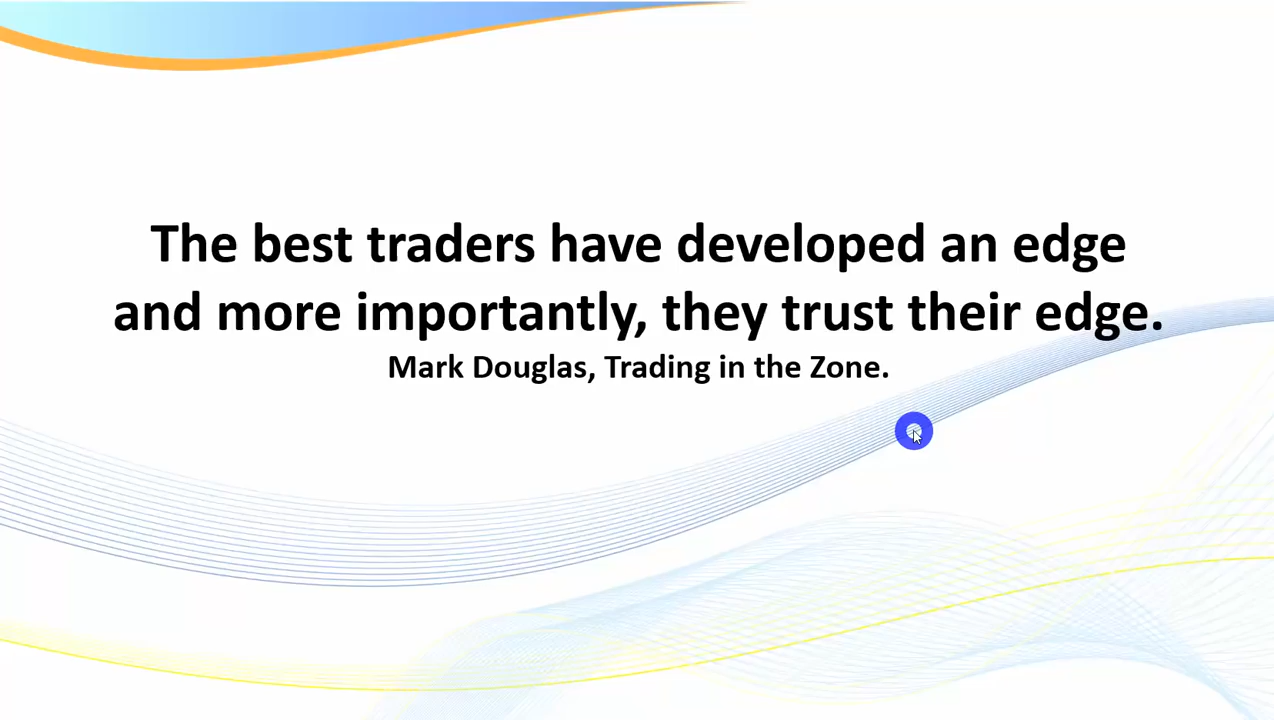 The best traders have developed an edge
and more importantly, they trust their edge.
Mark Douglas, Trading in the Zone.